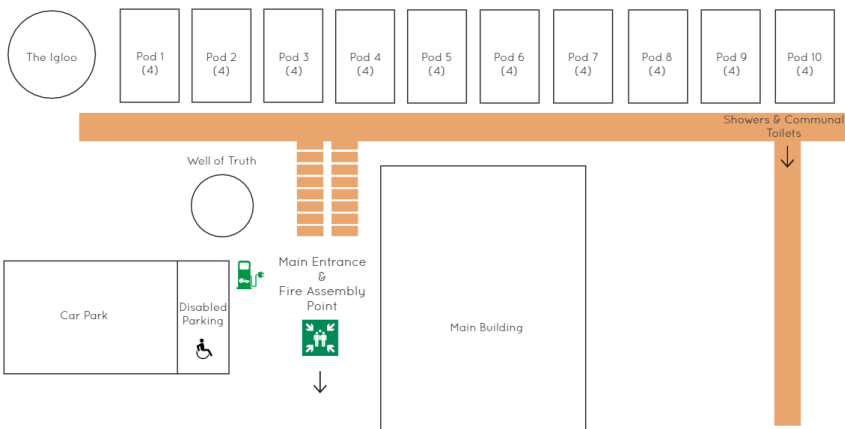 The Igloo
Pod 1
(4)
Pod 2
(4)
Pod 3
(4)
Pod 4
(4)
Pod 5
(4)
Pod 6
(4)
Pod 7
(4)
Pod 8
(4)
Pod 9
(4)
Pod 10
(4)
Showers & Communal
Toilets
Well of Truth
Main Entrance
&
Fire Assembly
Point
Car Park
Disabled
Parking
Main Building